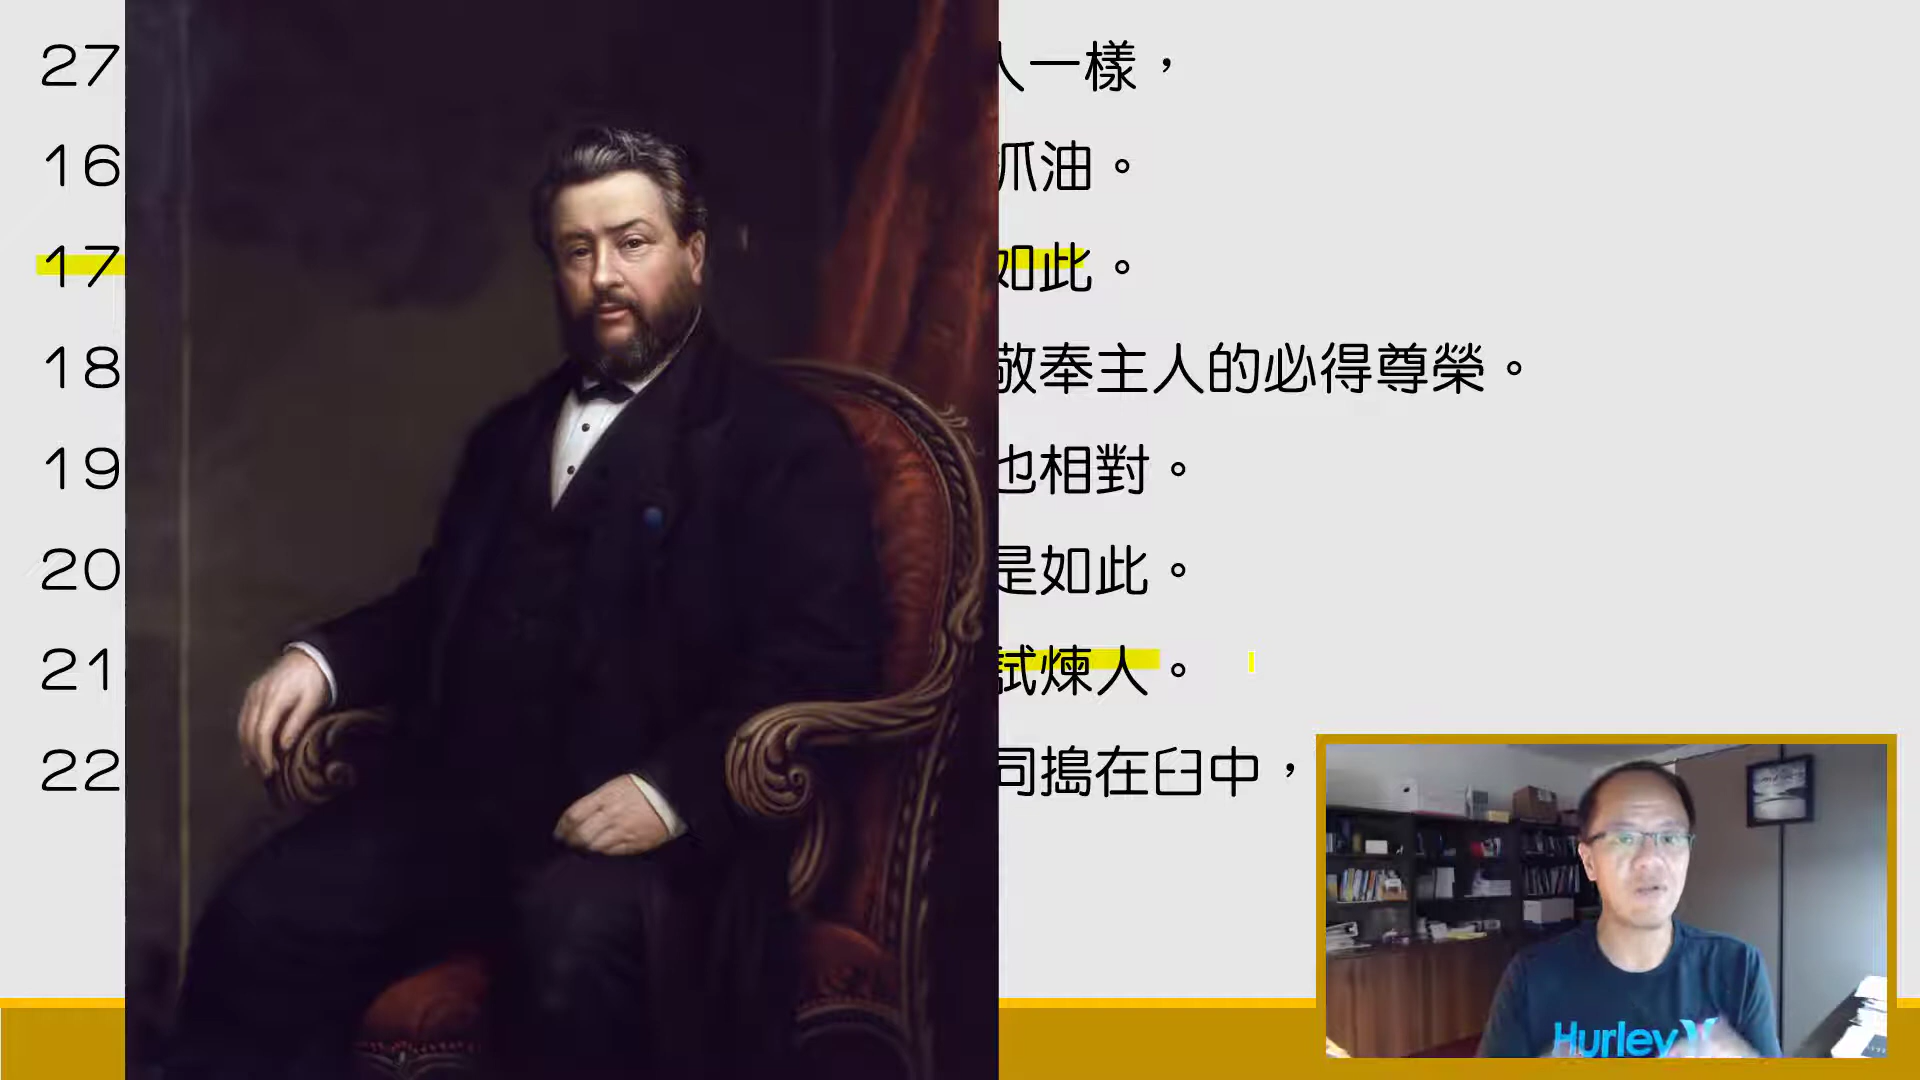 27 人一樣，
16 抓油。
17 如此。
18 敬奉主人的必得尊榮。
19 也相對。
20 是如此。
21 試煉人。
22 同搗在臼中，
Hurley